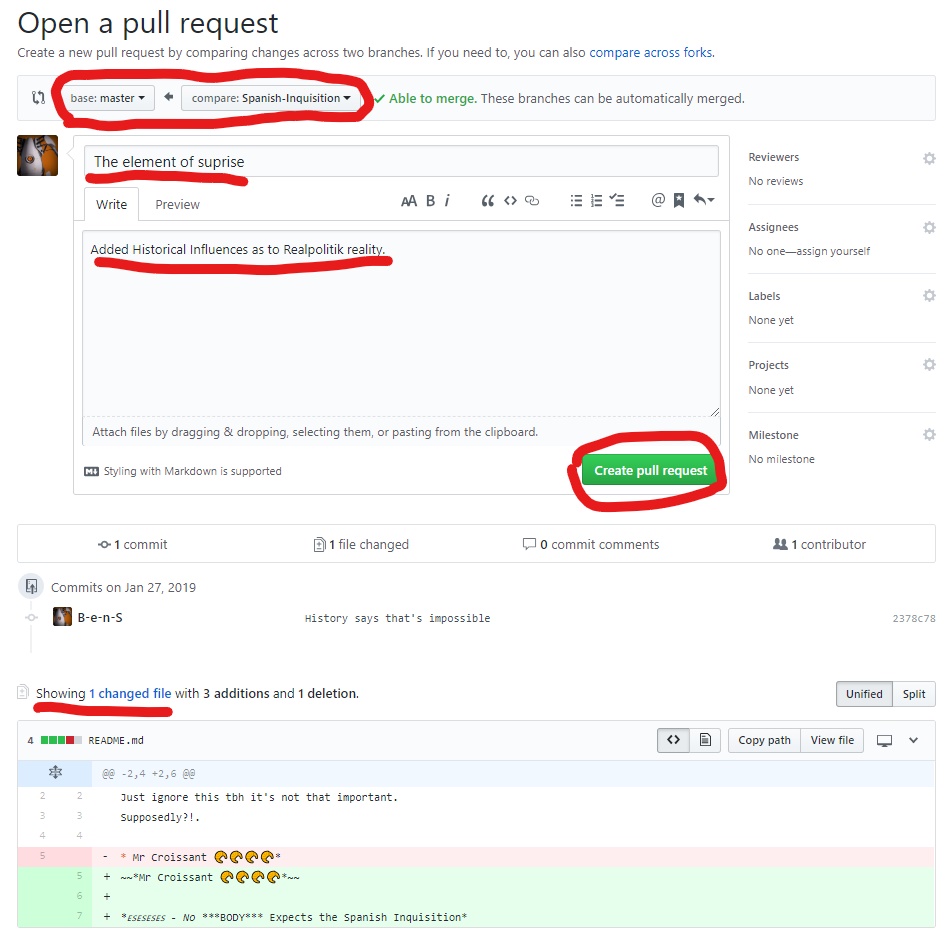 Open a pull request
Create a new pull request by comparing changes across two branches. If you need to, you can also compare across forks.
base: master compare: Spanish-Inquisition Able to merge. These branches can be automatically merged.
The element of suprise
Write Preview AA B i
Added Historical Influences as to Realpolitik reality.
Attach files by dragging & dropping, selecting them, or pasting from the clipboard.
Styling with Markdown is supported
Create pull request
Reviewers
No reviews
Assignees
No one—assign yourself
Labels
None yet
Projects
None yet
Milestone
No milestone
1 commit 1 file changed 0 commit comments 1 contributor
Commits on Jan 27, 2019
B-e-n-S History says that's impossible 2378c78
Showing 1 changed file with 3 additions and 1 deletion. Unified Split
4 README.md Copy path View file
@@ -2,4 +2,6 @@
2 2 Just ignore this tbh it's not that important.
3 3 Supposedly?!.
4 4
5 - * Mr Croissant 🥐🥐🥐🥐*
5 + ~~*Mr Croissant 🥐🥐🥐🥐*~~
6 +
7 + *ESESESES - No ***BODY*** Expects the Spanish Inquisition*